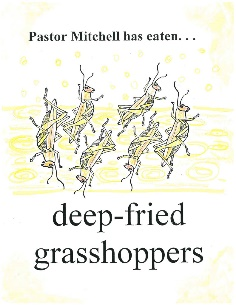 Pastor Mitchell has eaten. . .
deep-fried
grasshoppers